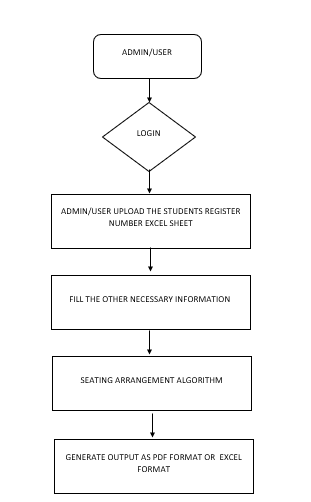 ADMIN/USER
LOGIN
ADMIN/USER UPLOAD THE STUDENTS REGISTER
NUMBER EXCEL SHEET
FILL THE OTHER NECESSARY INFORMATION
SEATING ARRANGEMENT ALGORITHM
GENERATE OUTPUT AS PDF FORMAT OR EXCEL
FORMAT